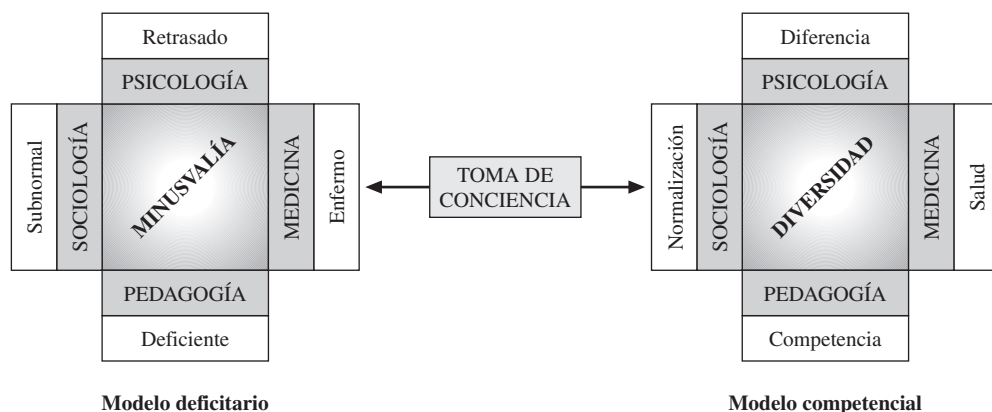 Retrasado
PSICOLOGÍA
Subnormal
SOCIOLOGÍA
MINUSVALÍA
MEDICINA
Enfermo
PEDAGOGÍA
Deficiente
Modelo deficitario
TOMA DE
CONCIENCIA
Diferencia
PSICOLOGÍA
Normalización
SOCIOLOGÍA
DIVERSIDAD
MEDICINA
Salud
PEDAGOGÍA
Competencia
Modelo competencial